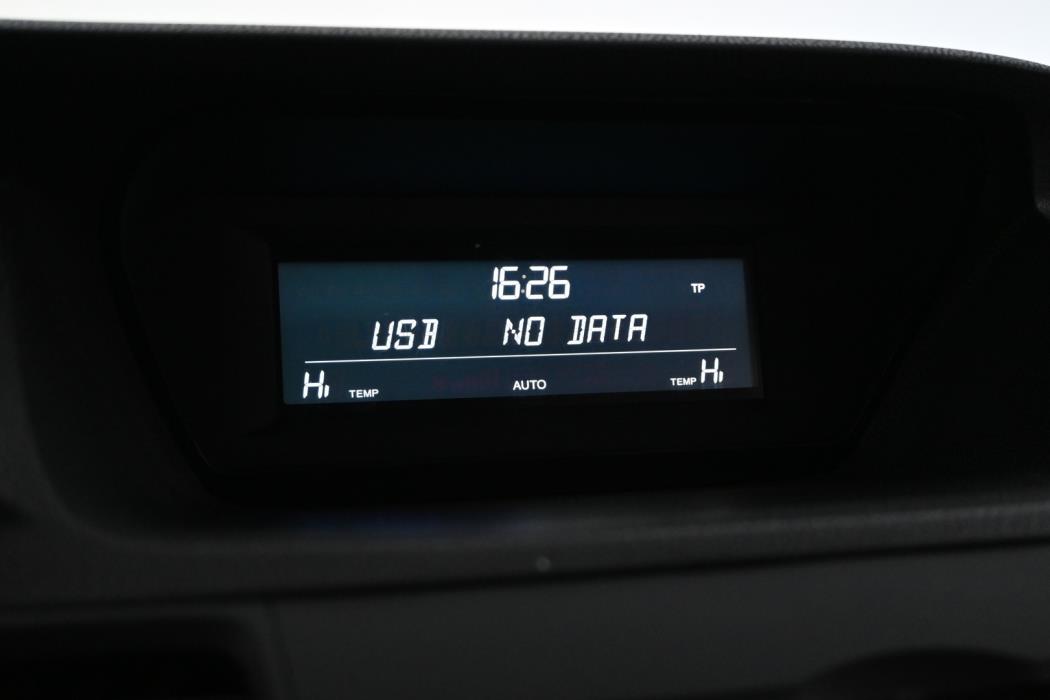 16:26 TP
USB NO DATA
Hi TEMP AUTO TEMP Hi